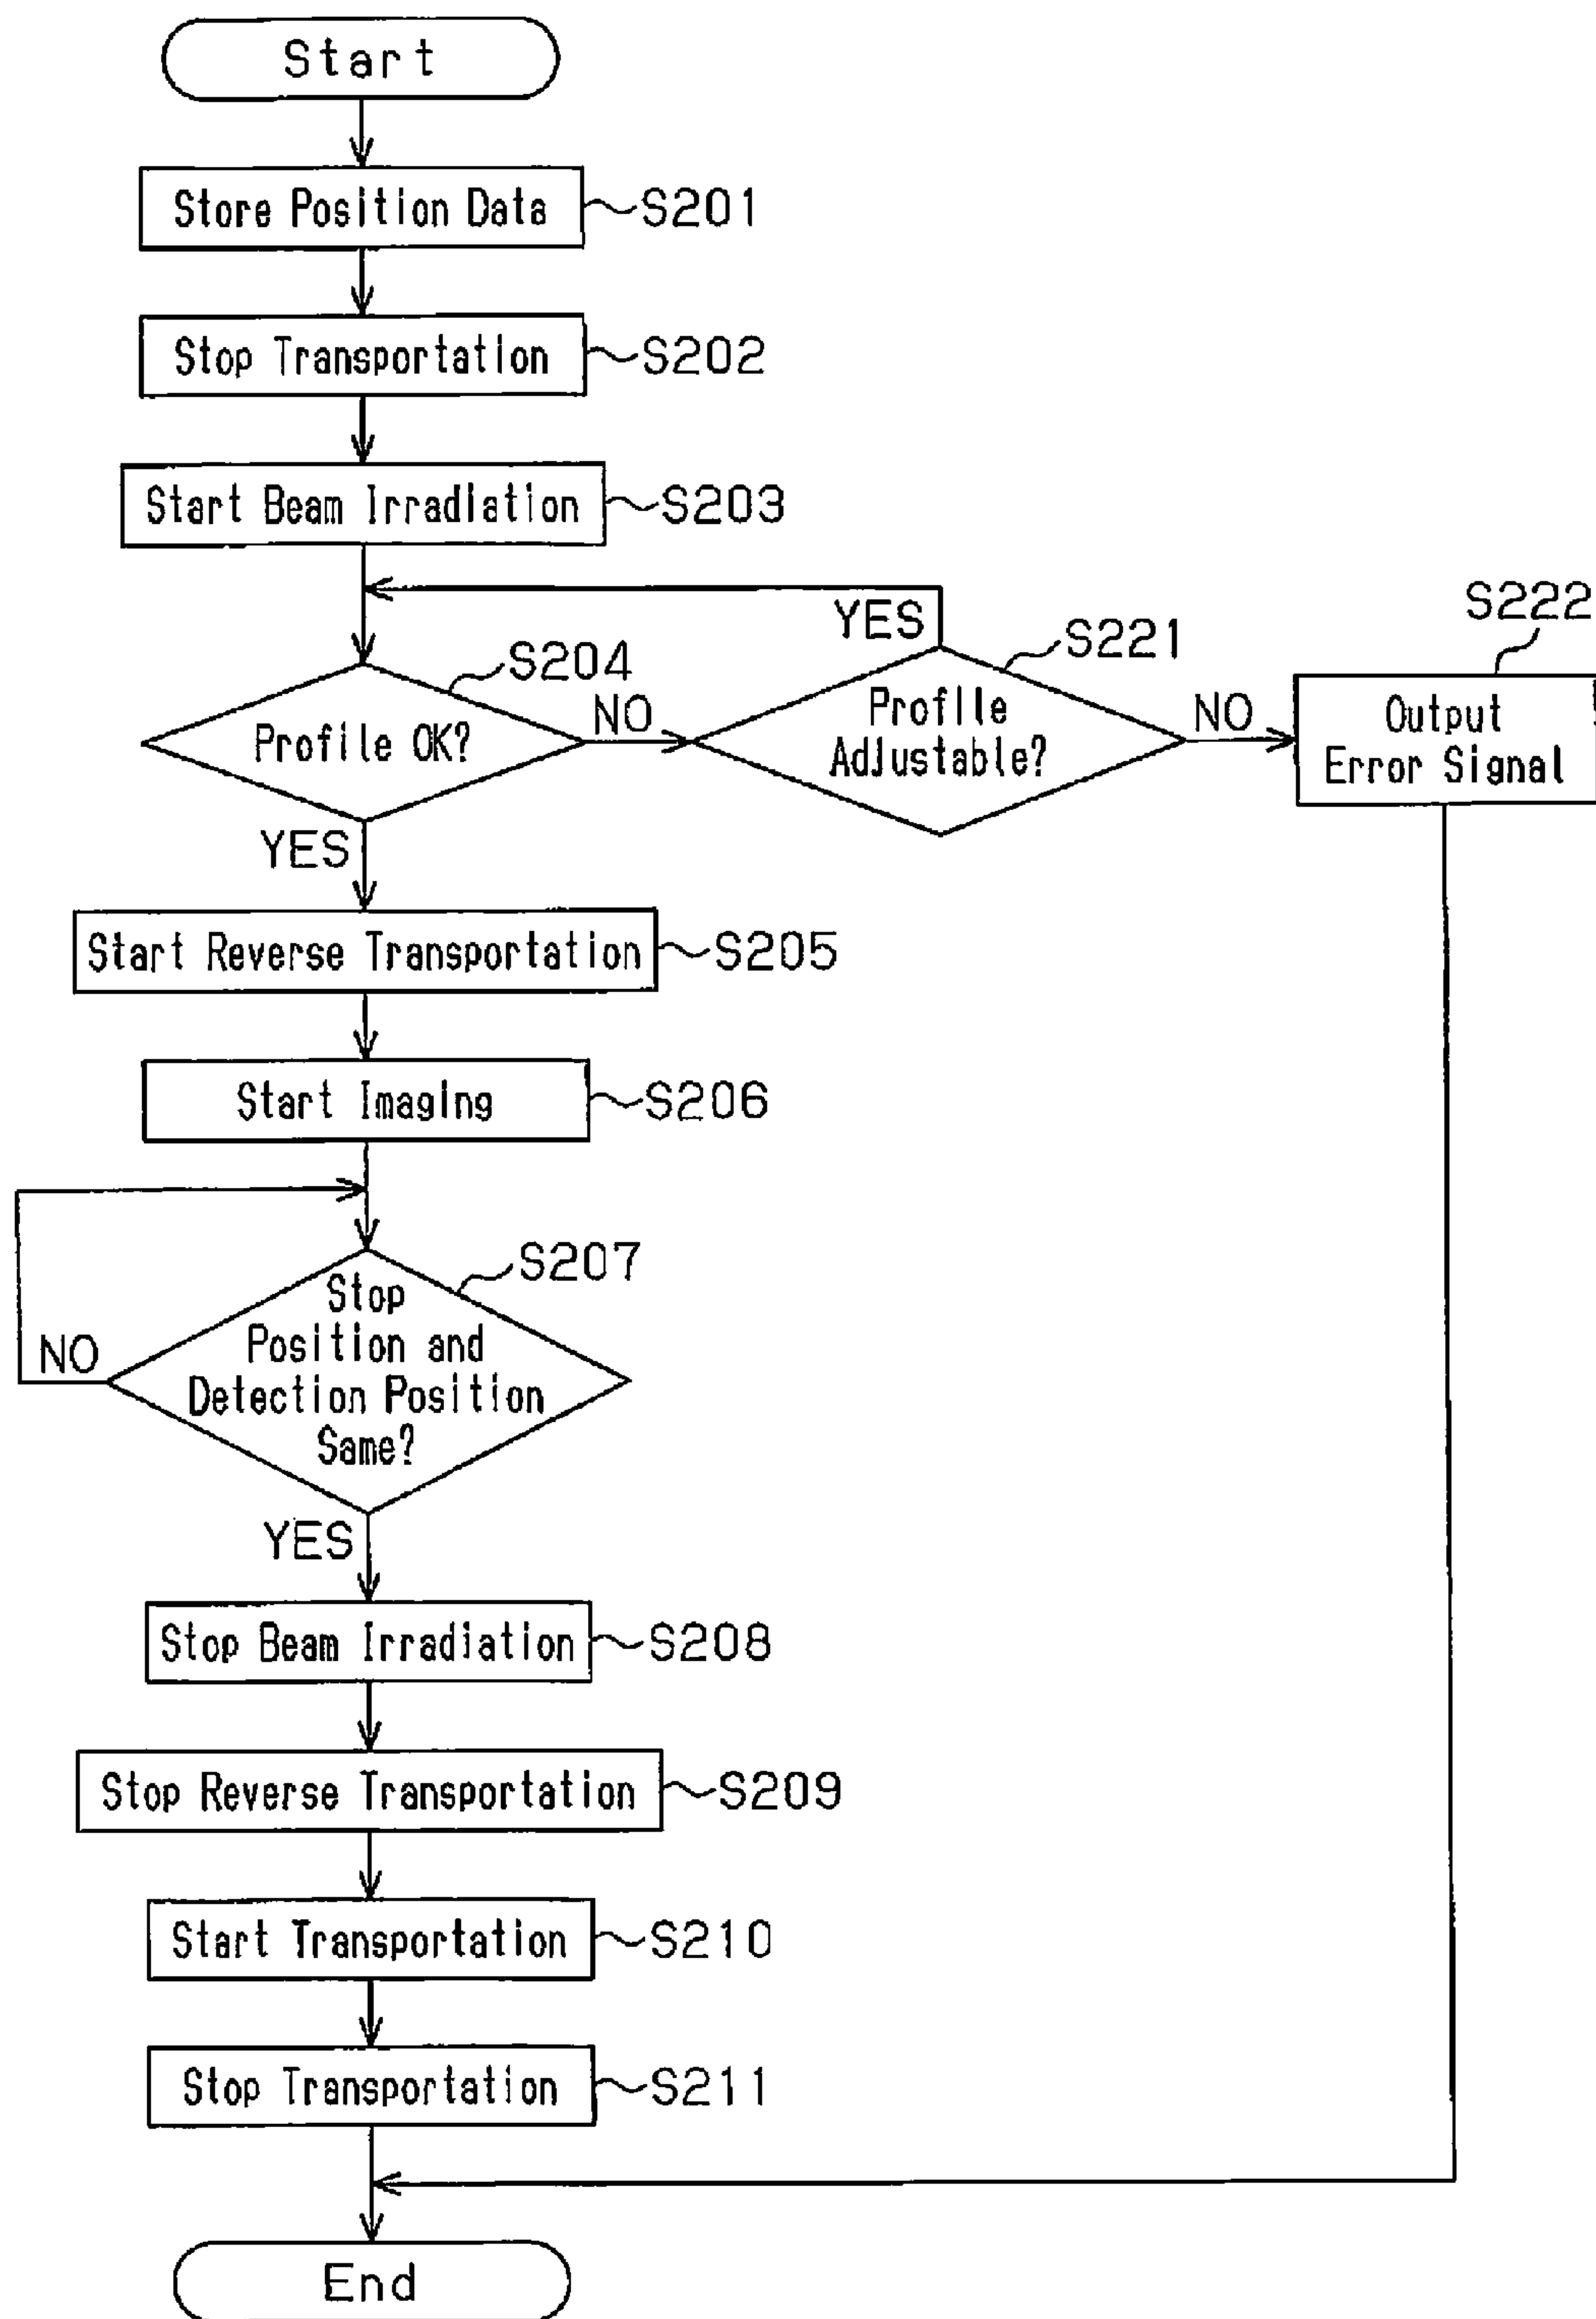 Start
Store Position Data
S201
Stop Transportation
S202
Start Beam Irradiation
S203
S222
YES
S204
S221
Profile OK?
NO
Profile
Adjustable?
NO
Output
Error Signal
YES
Start Reverse Transportation
S205
Start Imaging
S206
S207
Stop
Position and
Detection Position
Same?
NO
YES
Stop Beam Irradiation
S208
Stop Reverse Transportation
S209
Start Transportation
S210
Stop Transportation
S211
End